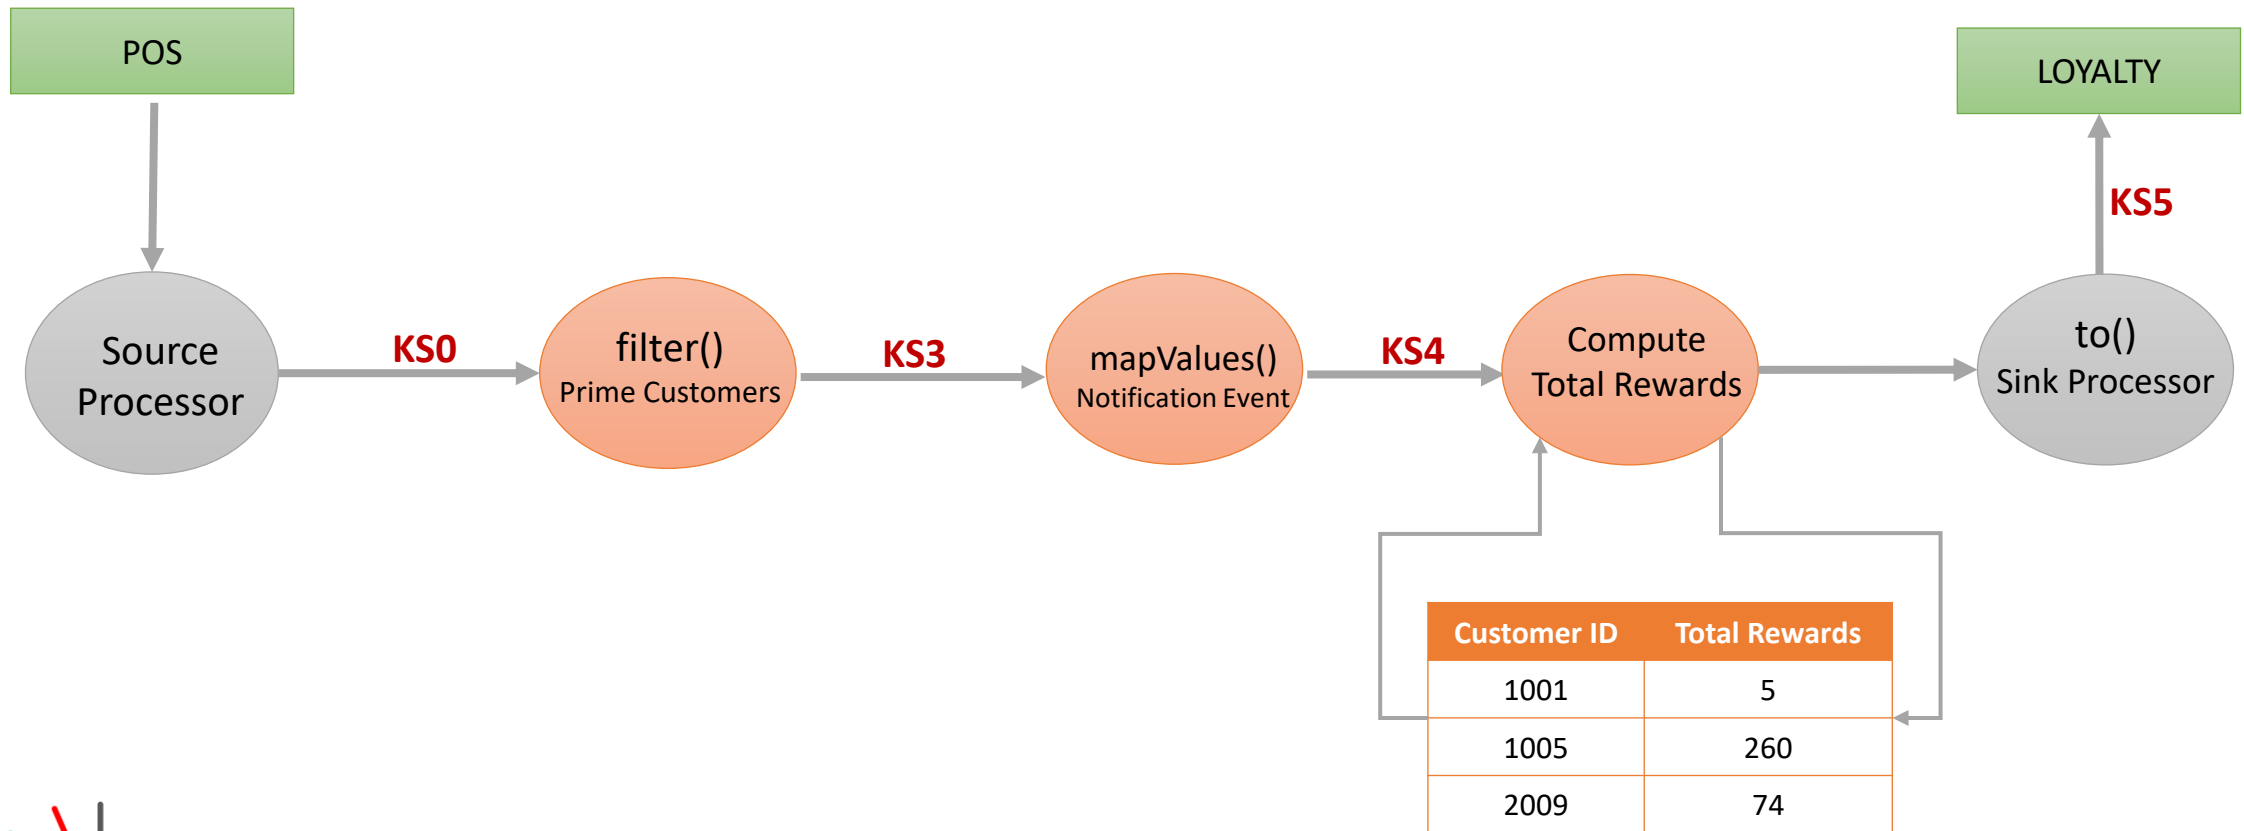 POS
LOYALTY
KS5
Source
Processor
KS0
filter()
Prime Customers
KS3
mapValues()
Notification Event
KS4
Compute
Total Rewards
to()
Sink Processor
Customer ID Total Rewards
1001 5
1005 260
2009 74